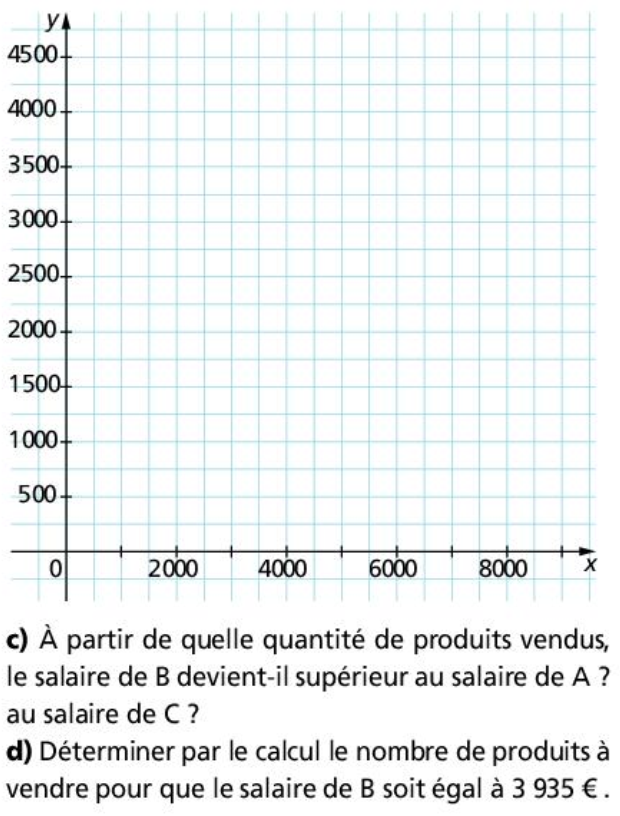 y
4500
4000
3500
3000
2500
2000
1500
1000
500
0 2000 4000 6000 8000 x
c) À partir de quelle quantité de produits vendus,
le salaire de B devient-il supérieur au salaire de A ?
au salaire de C ?
d) Déterminer par le calcul le nombre de produits à
vendre pour que le salaire de B soit égal à 3 935 € .